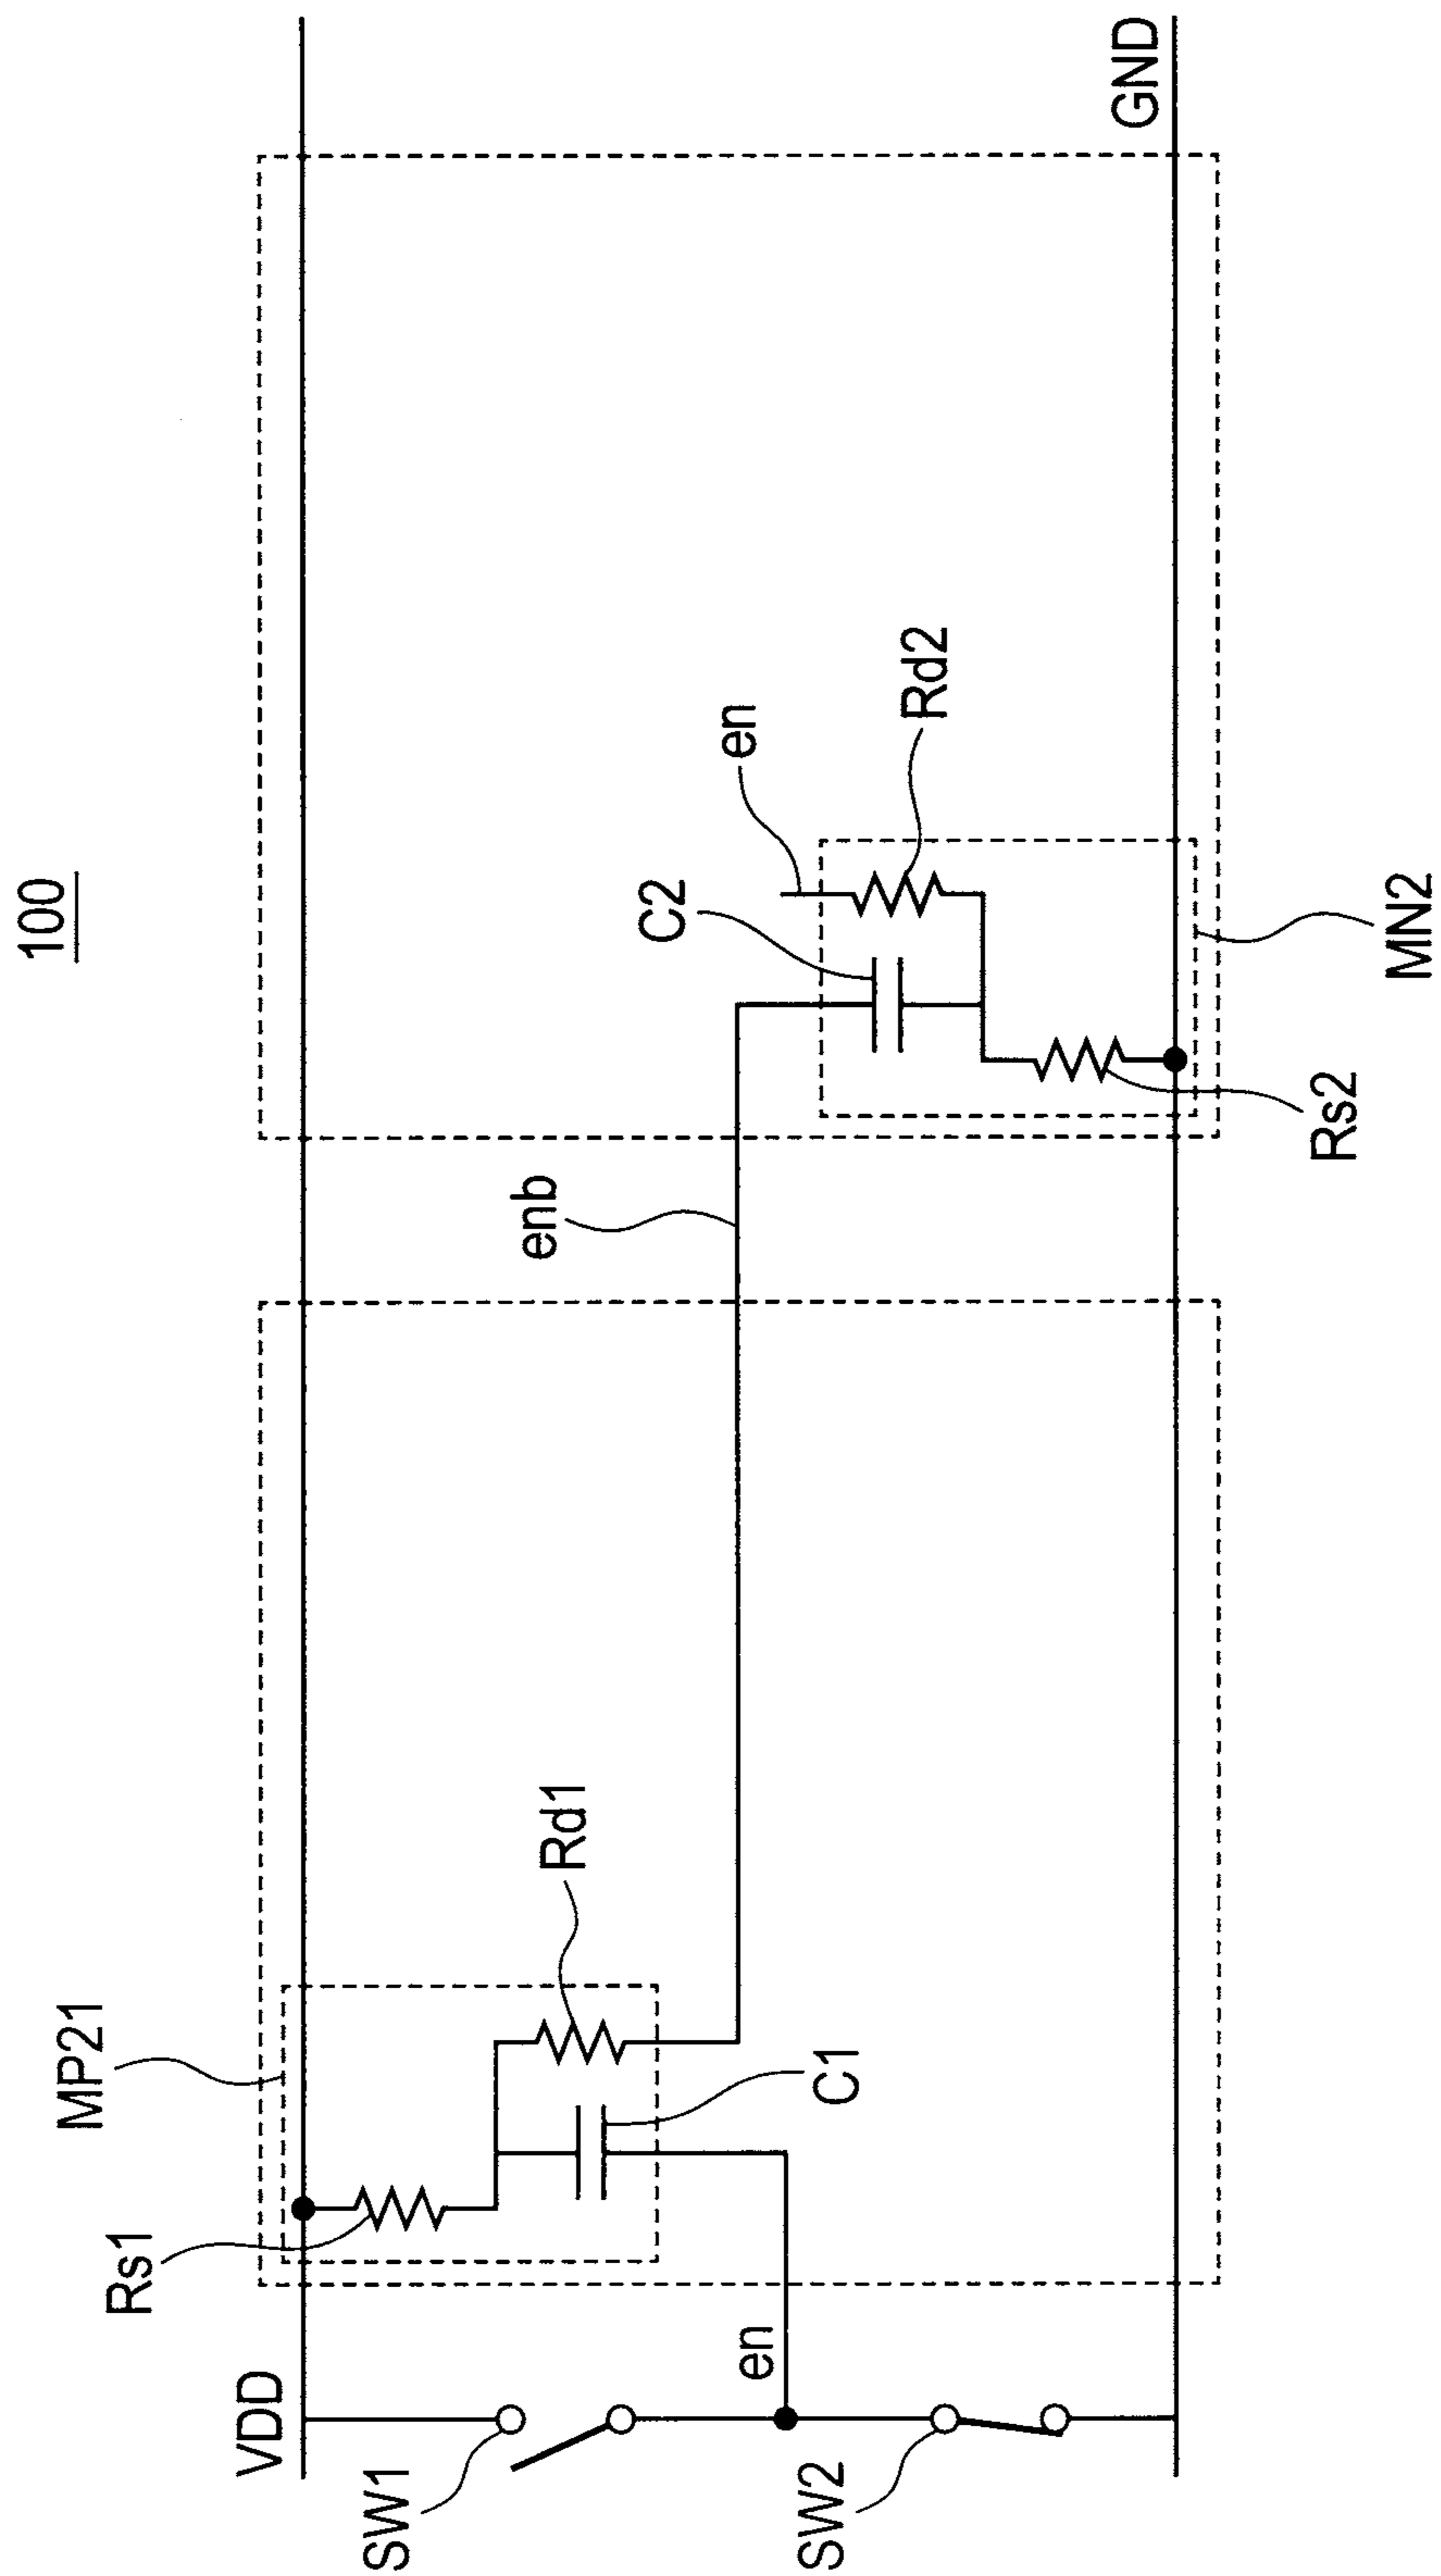 100
VDD
GND
SW1
SW2
en
Rs1
MP21
Rd1
C1
enb
C2
en
Rd2
Rs2
MN2